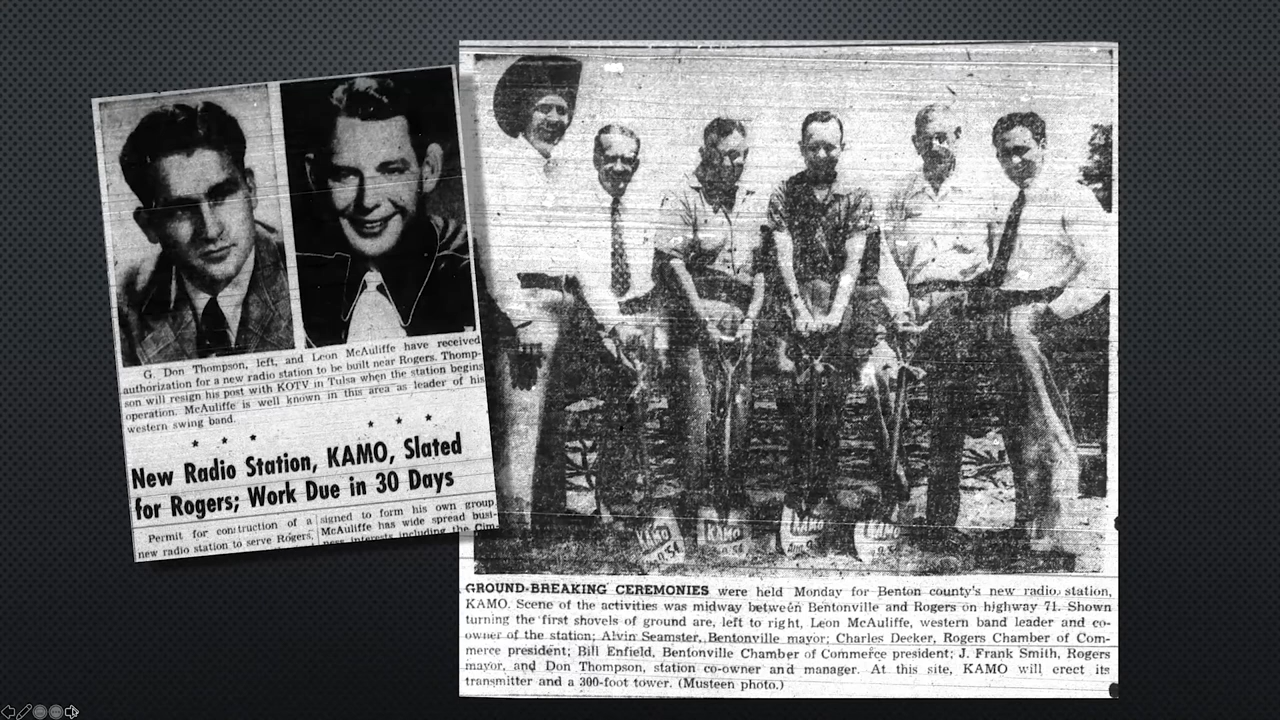 G. Don Thompson, left, and Leon McAuliffe have received
authorization for a new radio station to be built near Rogers. Thomp-
son will resign his post with KOTV in Tulsa when the station begins
operation. McAuliffe is well known in this area as leader of his
western swing band.
New Radio Station, KAMO, Slated
for Rogers; Work Due in 30 Days
Permit for construction of a
new radio station to serve Rogers,
signed to form his own group.
McAuliffe has wide spread busi-
ness interests including the Cim-
KAMO
KAMO
KAMO
KAMO
GROUND-BREAKING CEREMONIES were held Monday for Benton county's new radio station,
KAMO. Scene of the activities was midway between Bentonville and Rogers on highway 71. Shown
turning the first shovels of ground are, left to right, Leon McAuliffe, western band leader and co-
owner of the station; Alvin Seamster, Bentonville mayor; Charles Decker, Rogers Chamber of Com-
merce president; Bill Enfield, Bentonville Chamber of Commerce president; J. Frank Smith, Rogers
mayor, and Don Thompson, station co-owner and manager. At this site, KAMO will erect its
transmitter and a 300-foot tower. (Musteen photo.)